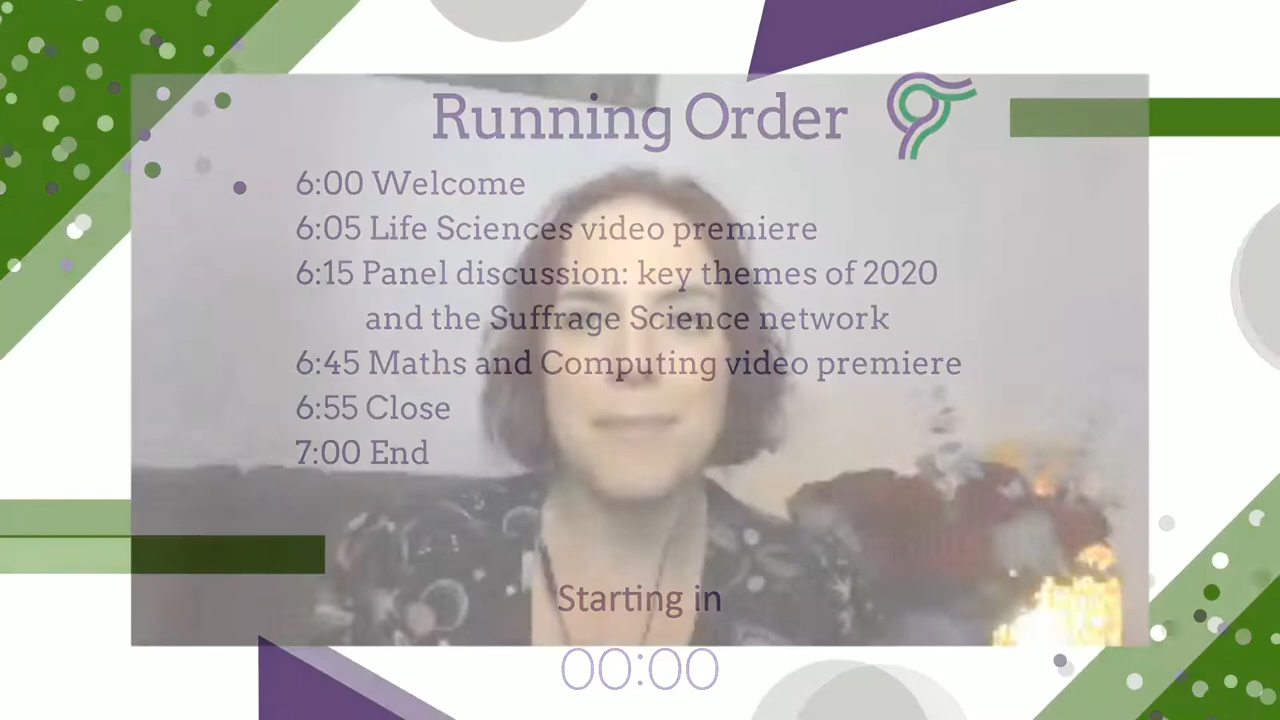 Running Order
6:00 Welcome
6:05 Life Sciences video premiere
6:15 Panel discussion: key themes of 2020
and the Suffrage Science network
6:45 Maths and Computing video premiere
6:55 Close
7:00 End
Starting in
00:00